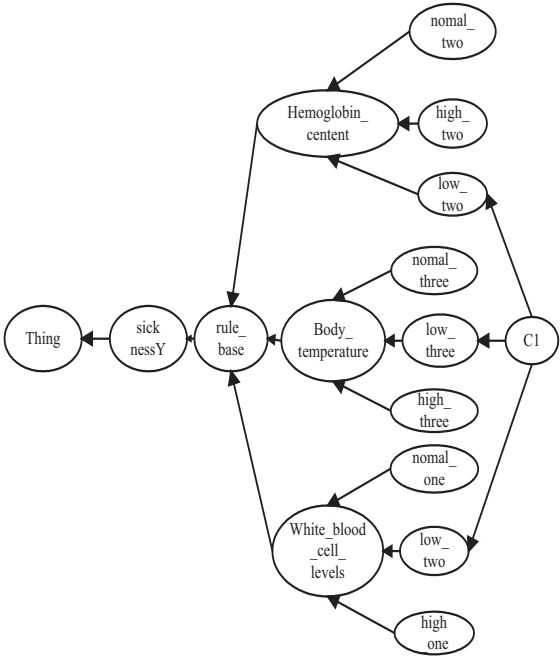 nomal_
two
Hemoglobin_
centent
high_
two
low_
two
nomal_
three
Thing
sick
nessY
rule_
base
Body_
temperature
low_
three
C1
high_
three
nomal_
one
White_blood
_cell_
levels
low_
two
high_
one